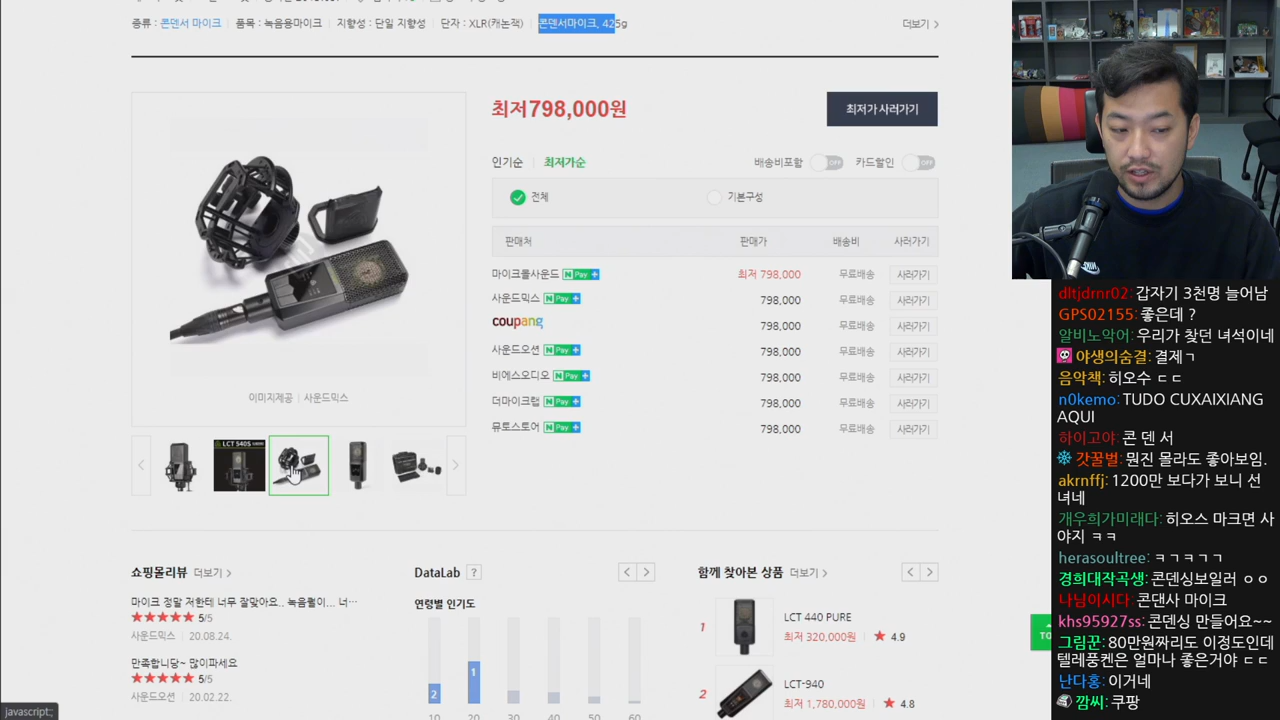 종류 : 콘덴서 마이크 | 품목 : 녹음용마이크 | 지향성 : 단일 지향성 | 단자 : XLR(캐논잭) | 콘덴서마이크, 425g
더보기 >
최저798,000원
최저가 사러가기
인기순 | 최저가순
배송비포함 OFF 카드할인 OFF
전체
기본구성
판매처 판매가 배송비 사러가기
마이크몰사운드 N Pay + 최저 798,000 무료배송 사러가기
사운드믹스 N Pay + 798,000 무료배송 사러가기
coupang 798,000 무료배송 사러가기
사운드오션 N Pay + 798,000 무료배송 사러가기
비에스오디오 N Pay + 798,000 무료배송 사러가기
더마이크랩 N Pay + 798,000 무료배송 사러가기
뮤토스토어 N Pay + 798,000 무료배송 사러가기
이미지제공 | 사운드믹스
LCT 540S
쇼핑몰리뷰 더보기 >
마이크 정말 저한테 너무 잘맞아요.. 녹음퀄이... 너…
★★★★★ 5/5
사운드믹스 | 20.08.24.
만족합니당~ 많이파세요
★★★★★ 5/5
사운드오션 | 20.02.22.
DataLab ?
연령별 인기도
2
1
10 20 30 40 50 60
함께 찾아본 상품 더보기 >
1
LCT 440 PURE
최저 320,000원 ★ 4.9
2
LCT-940
최저 1,780,000원 ★ 4.8
TO
javascript:;
dltjdrnr02: 갑자기 3천명 늘어남
GPS02155: 좋은데 ?
알비노악어: 우리가 찾던 녀석이네
야생의숨결: 결제ㄱ
음악책: 히오수 ㄷㄷ
n0kemo: TUDO CUXAIXIANG
AQUI
하이고야: 콘 덴 서
갓꿀벌: 뭔진 몰라도 좋아보임.
akrnffj: 1200만 보다가 보니 선
녀네
개우희가미래다: 히오스 마크면 사
야지 ㅋㅋ
herasoultree: ㅋㅋㅋㄱㄱ
경희대작곡생: 콘덴싱보일러 ㅇㅇ
나님이시다: 콘댄사 마이크
khs95927ss: 콘덴싱 만들어요~~
그림꾼: 80만원짜리도 이정도인데
텔레풍켄은 얼마나 좋은거야 ㄷㄷ
난다홍: 이거네
깜씨: 쿠팡